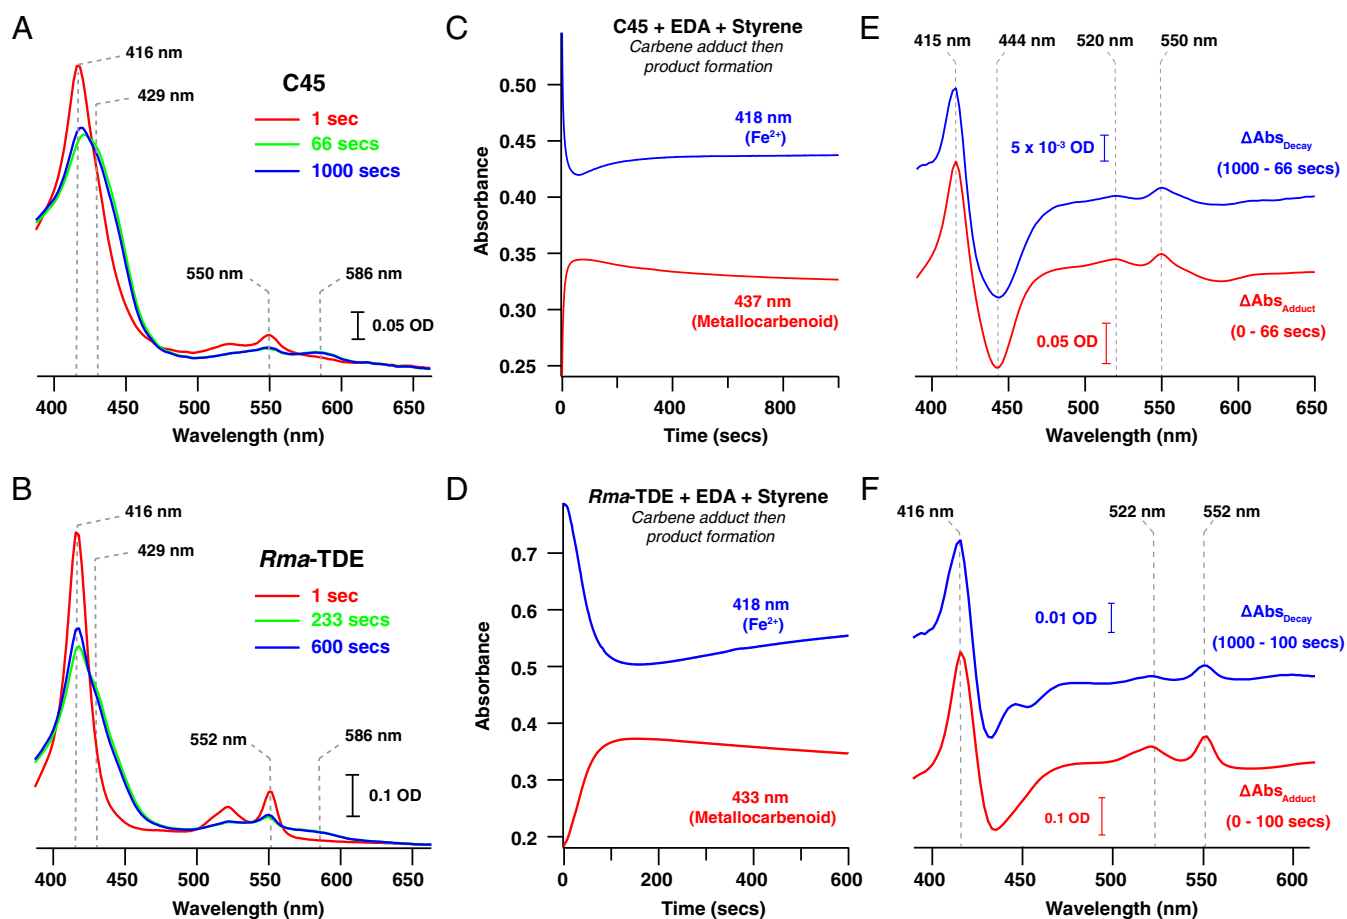 A
416 nm
429 nm
C45
1 sec
66 secs
1000 secs
550 nm
586 nm
0.05 OD
400 450 500 550 600 650
Wavelength (nm)
B
416 nm
429 nm
Rma-TDE
1 sec
233 secs
600 secs
552 nm
586 nm
0.1 OD
400 450 500 550 600 650
Wavelength (nm)
C
C45 + EDA + Styrene
Carbene adduct then
product formation
0.50
0.45
0.40
0.35
0.30
0.25
Absorbance
418 nm
(Fe²⁺)
437 nm
(Metallocarbenoid)
0 400 800
Time (secs)
D
Rma-TDE + EDA + Styrene
Carbene adduct then
product formation
0.7
0.6
0.5
0.4
0.3
0.2
Absorbance
418 nm
(Fe²⁺)
433 nm
(Metallocarbenoid)
0 200 400 600
Time (secs)
E
415 nm 444 nm 520 nm 550 nm
5 x 10⁻³ OD
ΔAbsDecay
(1000 - 66 secs)
0.05 OD
ΔAbsAdduct
(0 - 66 secs)
400 450 500 550 600 650
Wavelength (nm)
F
416 nm 522 nm 552 nm
0.01 OD
ΔAbsDecay
(1000 - 100 secs)
0.1 OD
ΔAbsAdduct
(0 - 100 secs)
400 450 500 550 600
Wavelength (nm)